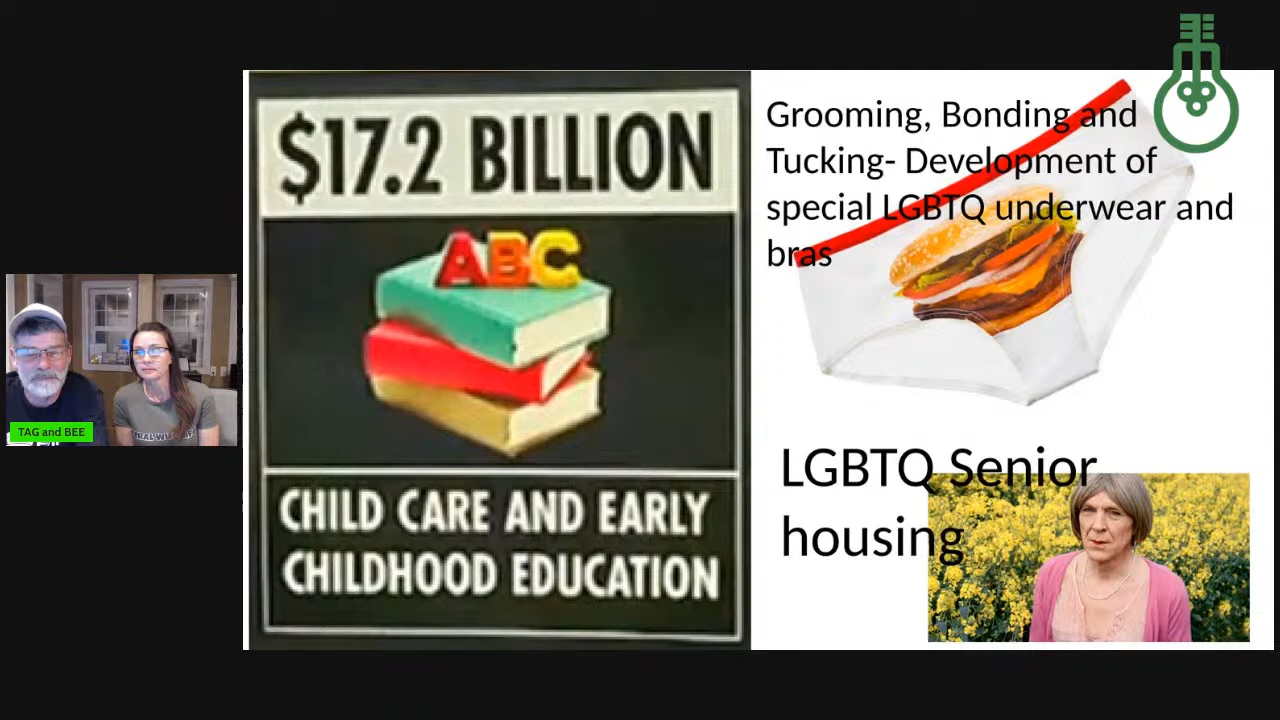 $17.2 BILLION
ABC
CHILD CARE AND EARLY
CHILDHOOD EDUCATION
Grooming, Bonding and
Tucking- Development of
special LGBTQ underwear and
bras
LGBTQ Senior
housing
TAG and BEE